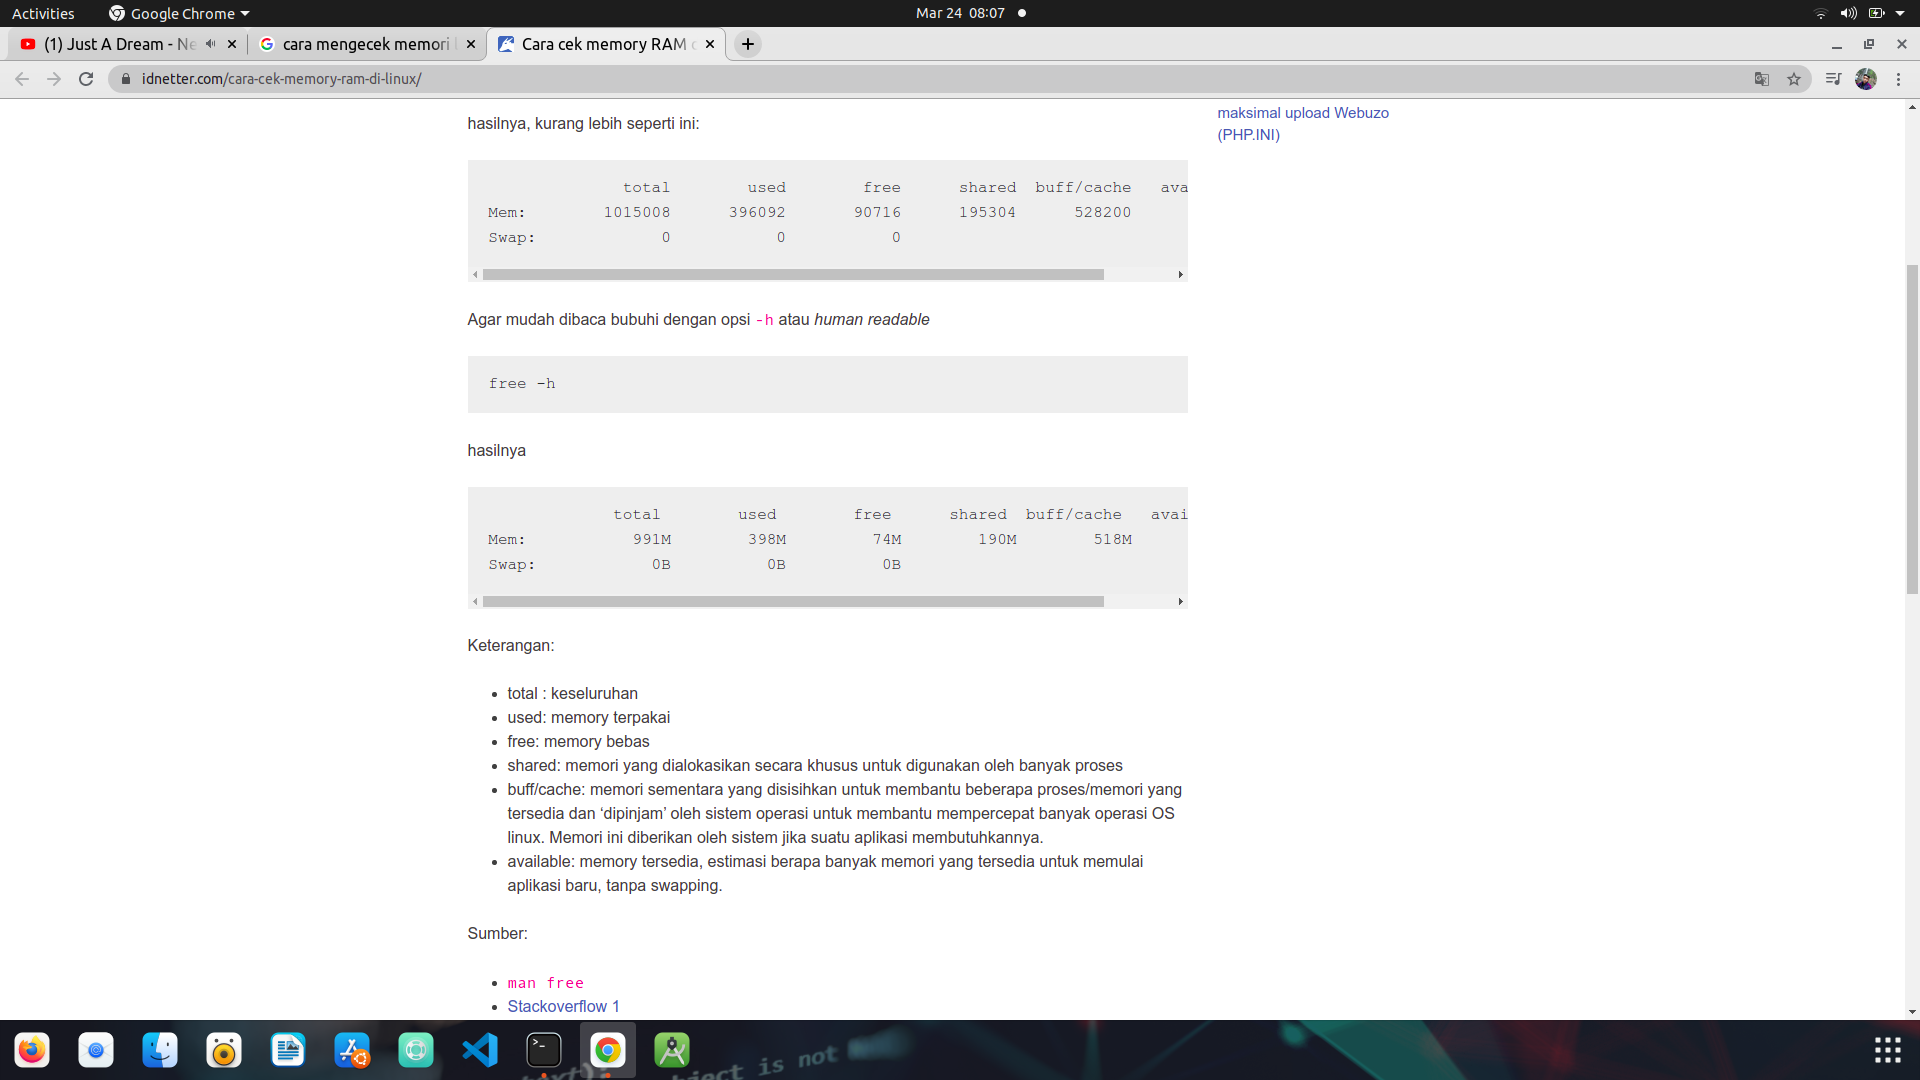 Activities
Google Chrome
Mar 24 08:07
(1) Just A Dream - Ne
cara mengecek memori l
Cara cek memory RAM d
idnetter.com/cara-cek-memory-ram-di-linux/
hasilnya, kurang lebih seperti ini:
total used free shared buff/cache ava
Mem: 1015008 396092 90716 195304 528200
Swap: 0 0 0
Agar mudah dibaca bubuhi dengan opsi -h atau human readable
free -h
hasilnya
total used free shared buff/cache avai
Mem: 991M 398M 74M 190M 518M
Swap: 0B 0B 0B
Keterangan:
total : keseluruhan
used: memory terpakai
free: memory bebas
shared: memori yang dialokasikan secara khusus untuk digunakan oleh banyak proses
buff/cache: memori sementara yang disisihkan untuk membantu beberapa proses/memori yang
tersedia dan ‘dipinjam’ oleh sistem operasi untuk membantu mempercepat banyak operasi OS
linux. Memori ini diberikan oleh sistem jika suatu aplikasi membutuhkannya.
available: memory tersedia, estimasi berapa banyak memori yang tersedia untuk memulai
aplikasi baru, tanpa swapping.
Sumber:
man free
Stackoverflow 1
maksimal upload Webuzo
(PHP.INI)
is not